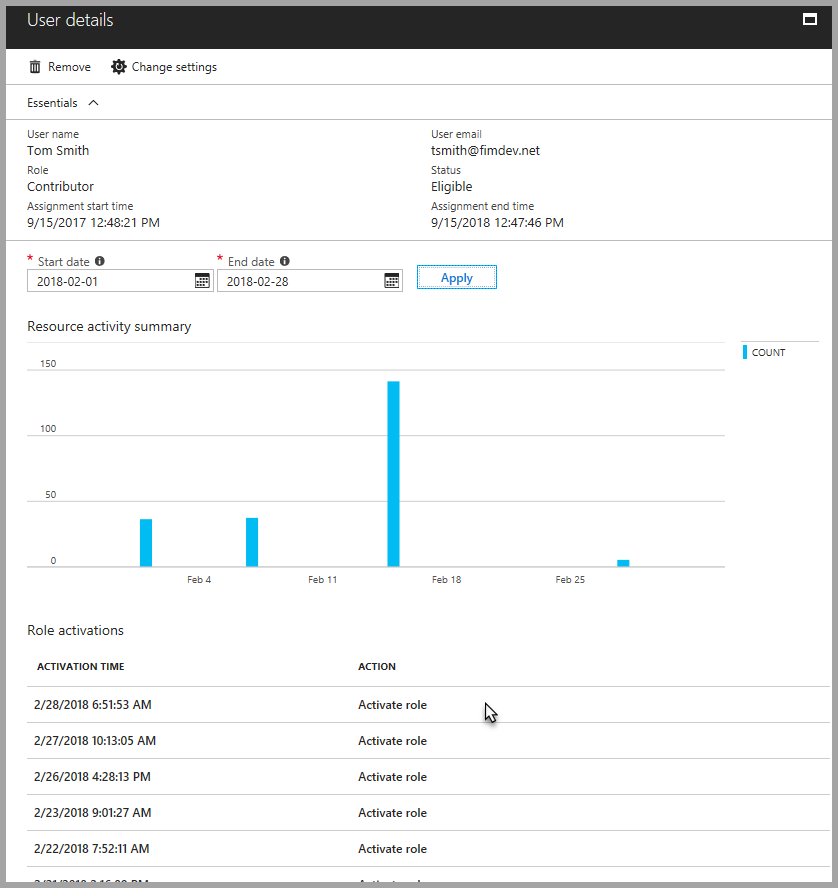 User details
Remove Change settings
Essentials
User name User email
Tom Smith tsmith@fimdev.net
Role Status
Contributor Eligible
Assignment start time Assignment end time
9/15/2017 12:48:21 PM 9/15/2018 12:47:46 PM
* Start date * End date
2018-02-01 2018-02-28 Apply
Resource activity summary
COUNT
150
100
50
0
Feb 4 Feb 11 Feb 18 Feb 25
Role activations
ACTIVATION TIME ACTION
2/28/2018 6:51:53 AM Activate role
2/27/2018 10:13:05 AM Activate role
2/26/2018 4:28:13 PM Activate role
2/23/2018 9:01:27 AM Activate role
2/22/2018 7:52:11 AM Activate role